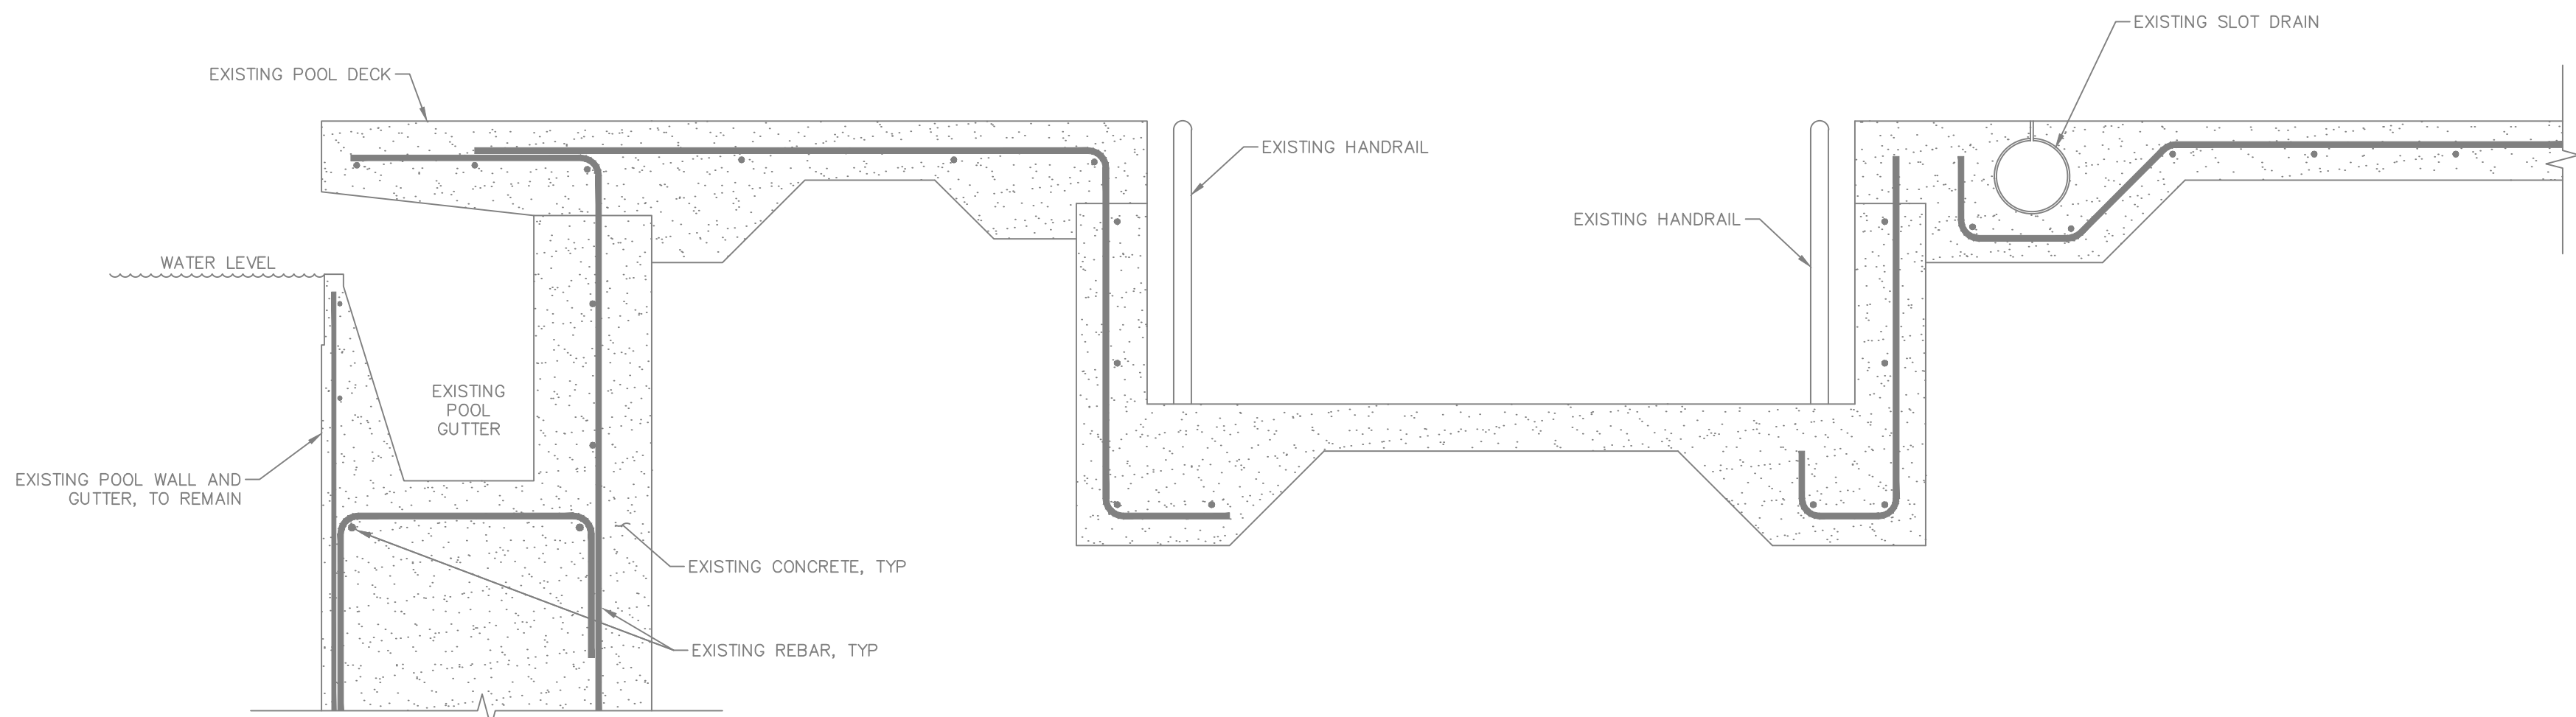 EXISTING SLOT DRAIN
EXISTING POOL DECK
EXISTING HANDRAIL
EXISTING HANDRAIL
WATER LEVEL
EXISTING
POOL
GUTTER
EXISTING POOL WALL AND
GUTTER, TO REMAIN
EXISTING CONCRETE, TYP
EXISTING REBAR, TYP